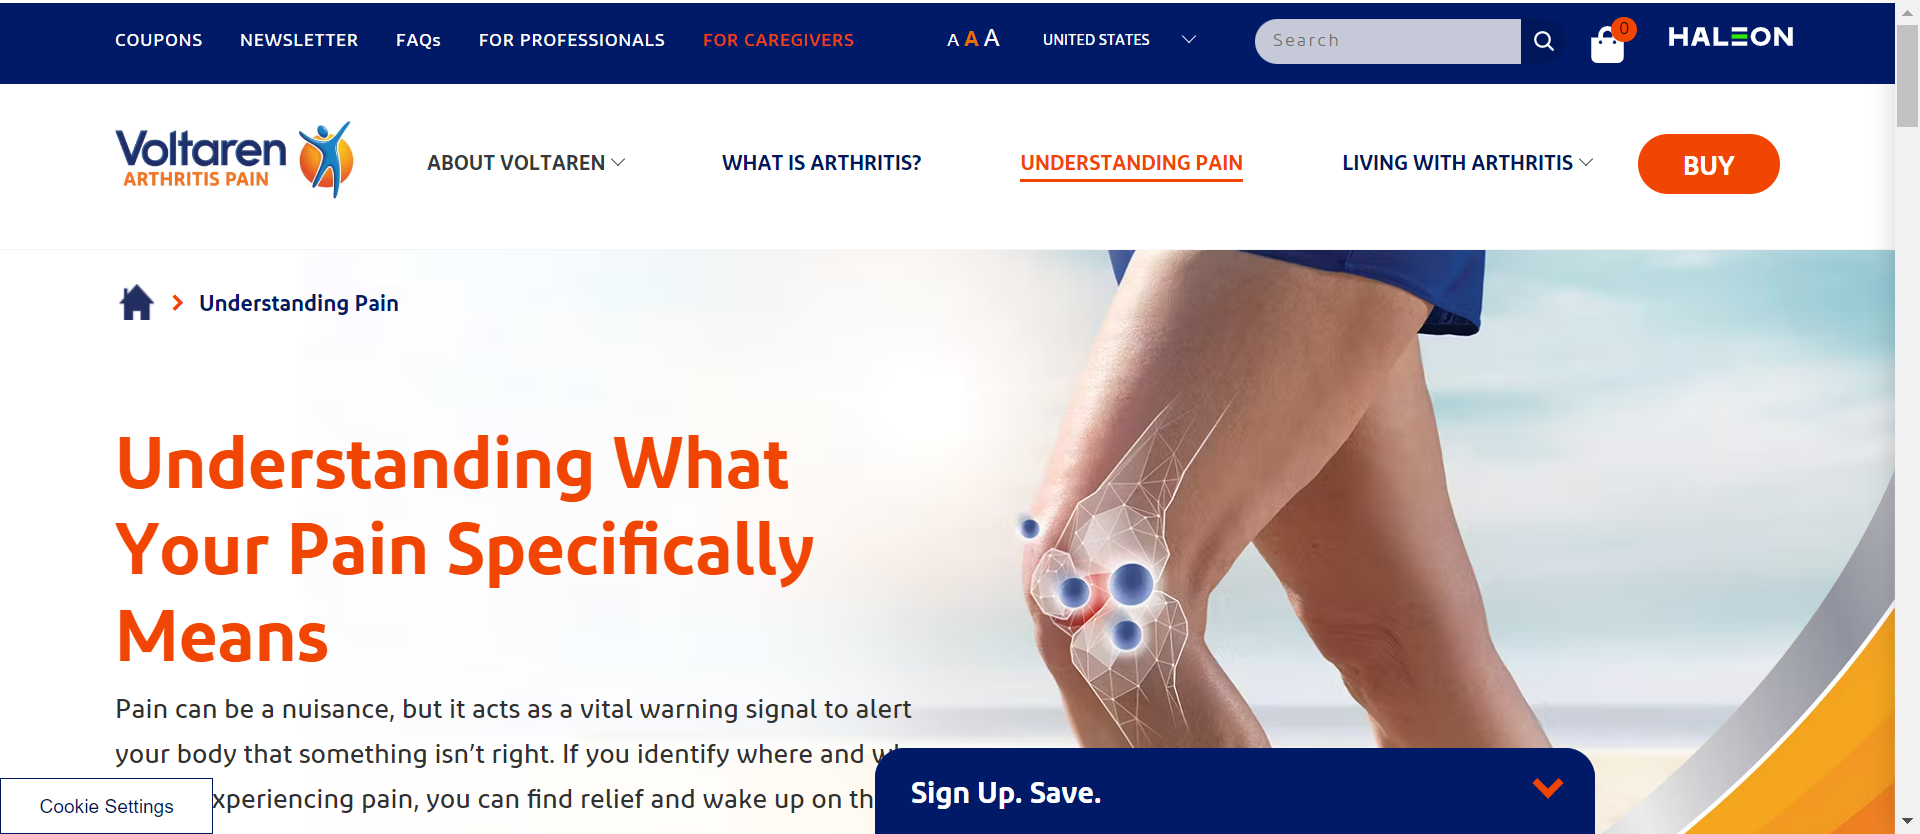 COUPONS NEWSLETTER FAQs FOR PROFESSIONALS FOR CAREGIVERS A A A UNITED STATES Search 0 HALEON
Voltaren
ARTHRITIS PAIN
ABOUT VOLTAREN WHAT IS ARTHRITIS? UNDERSTANDING PAIN LIVING WITH ARTHRITIS BUY
Understanding Pain
Understanding What
Your Pain Specifically
Means
Pain can be a nuisance, but it acts as a vital warning signal to alert
your body that something isn’t right. If you identify where and
xperiencing pain, you can find relief and wake up on th
Sign Up. Save.
Cookie Settings